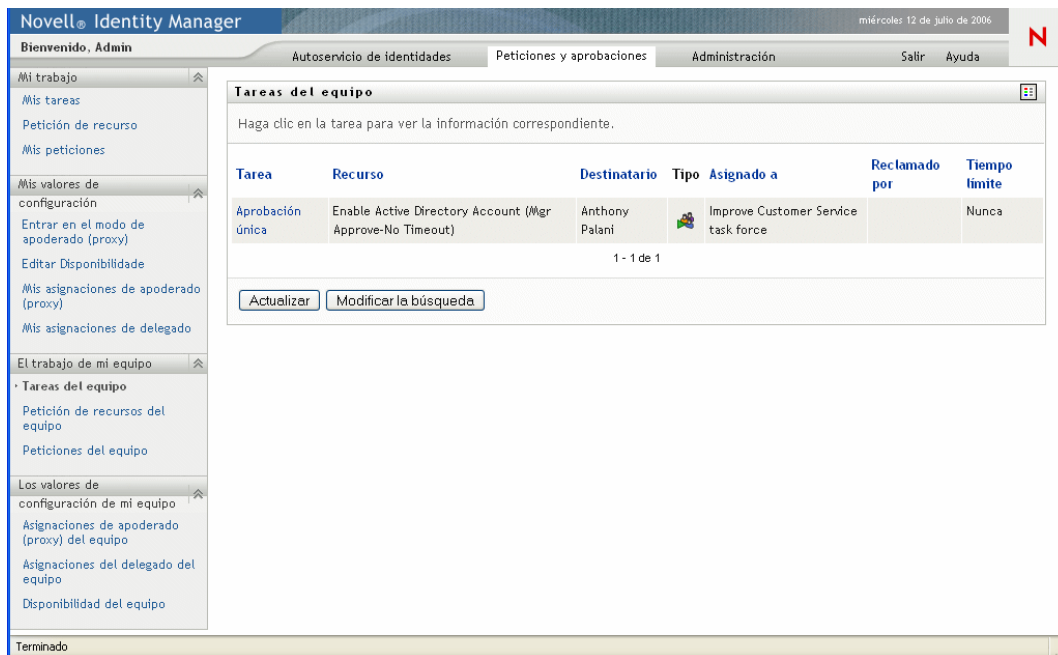 Novell® Identity Manager
miércoles 12 de julio de 2006
N
Bienvenido, Admin
Autoservicio de identidades
Peticiones y aprobaciones
Administración
Salir
Ayuda
Mi trabajo
Mis tareas
Petición de recurso
Mis peticiones
Mis valores de
configuración
Entrar en el modo de
apoderado (proxy)
Editar Disponibilidade
Mis asignaciones de apoderado
(proxy)
Mis asignaciones de delegado
El trabajo de mi equipo
Tareas del equipo
Petición de recursos del
equipo
Peticiones del equipo
Los valores de
configuración de mi equipo
Asignaciones de apoderado
(proxy) del equipo
Asignaciones del delegado del
equipo
Disponibilidad del equipo
Tareas del equipo
Haga clic en la tarea para ver la información correspondiente.
Tarea
Recurso
Destinatario
Tipo
Asignado a
Reclamado
por
Tiempo
límite
Aprobación
única
Enable Active Directory Account (Mgr
Approve-No Timeout)
Anthony
Palani
Improve Customer Service
task force
Nunca
1 - 1 de 1
Actualizar
Modificar la búsqueda
Terminado